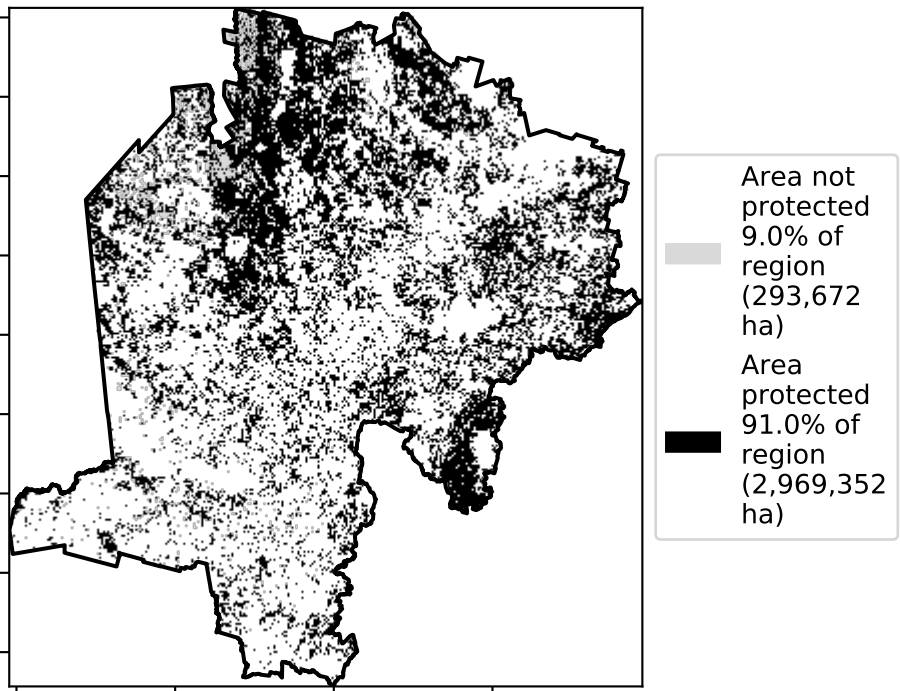 Area not
protected
9.0% of
region
(293,672
ha)
Area
protected
91.0% of
region
(2,969,352
ha)